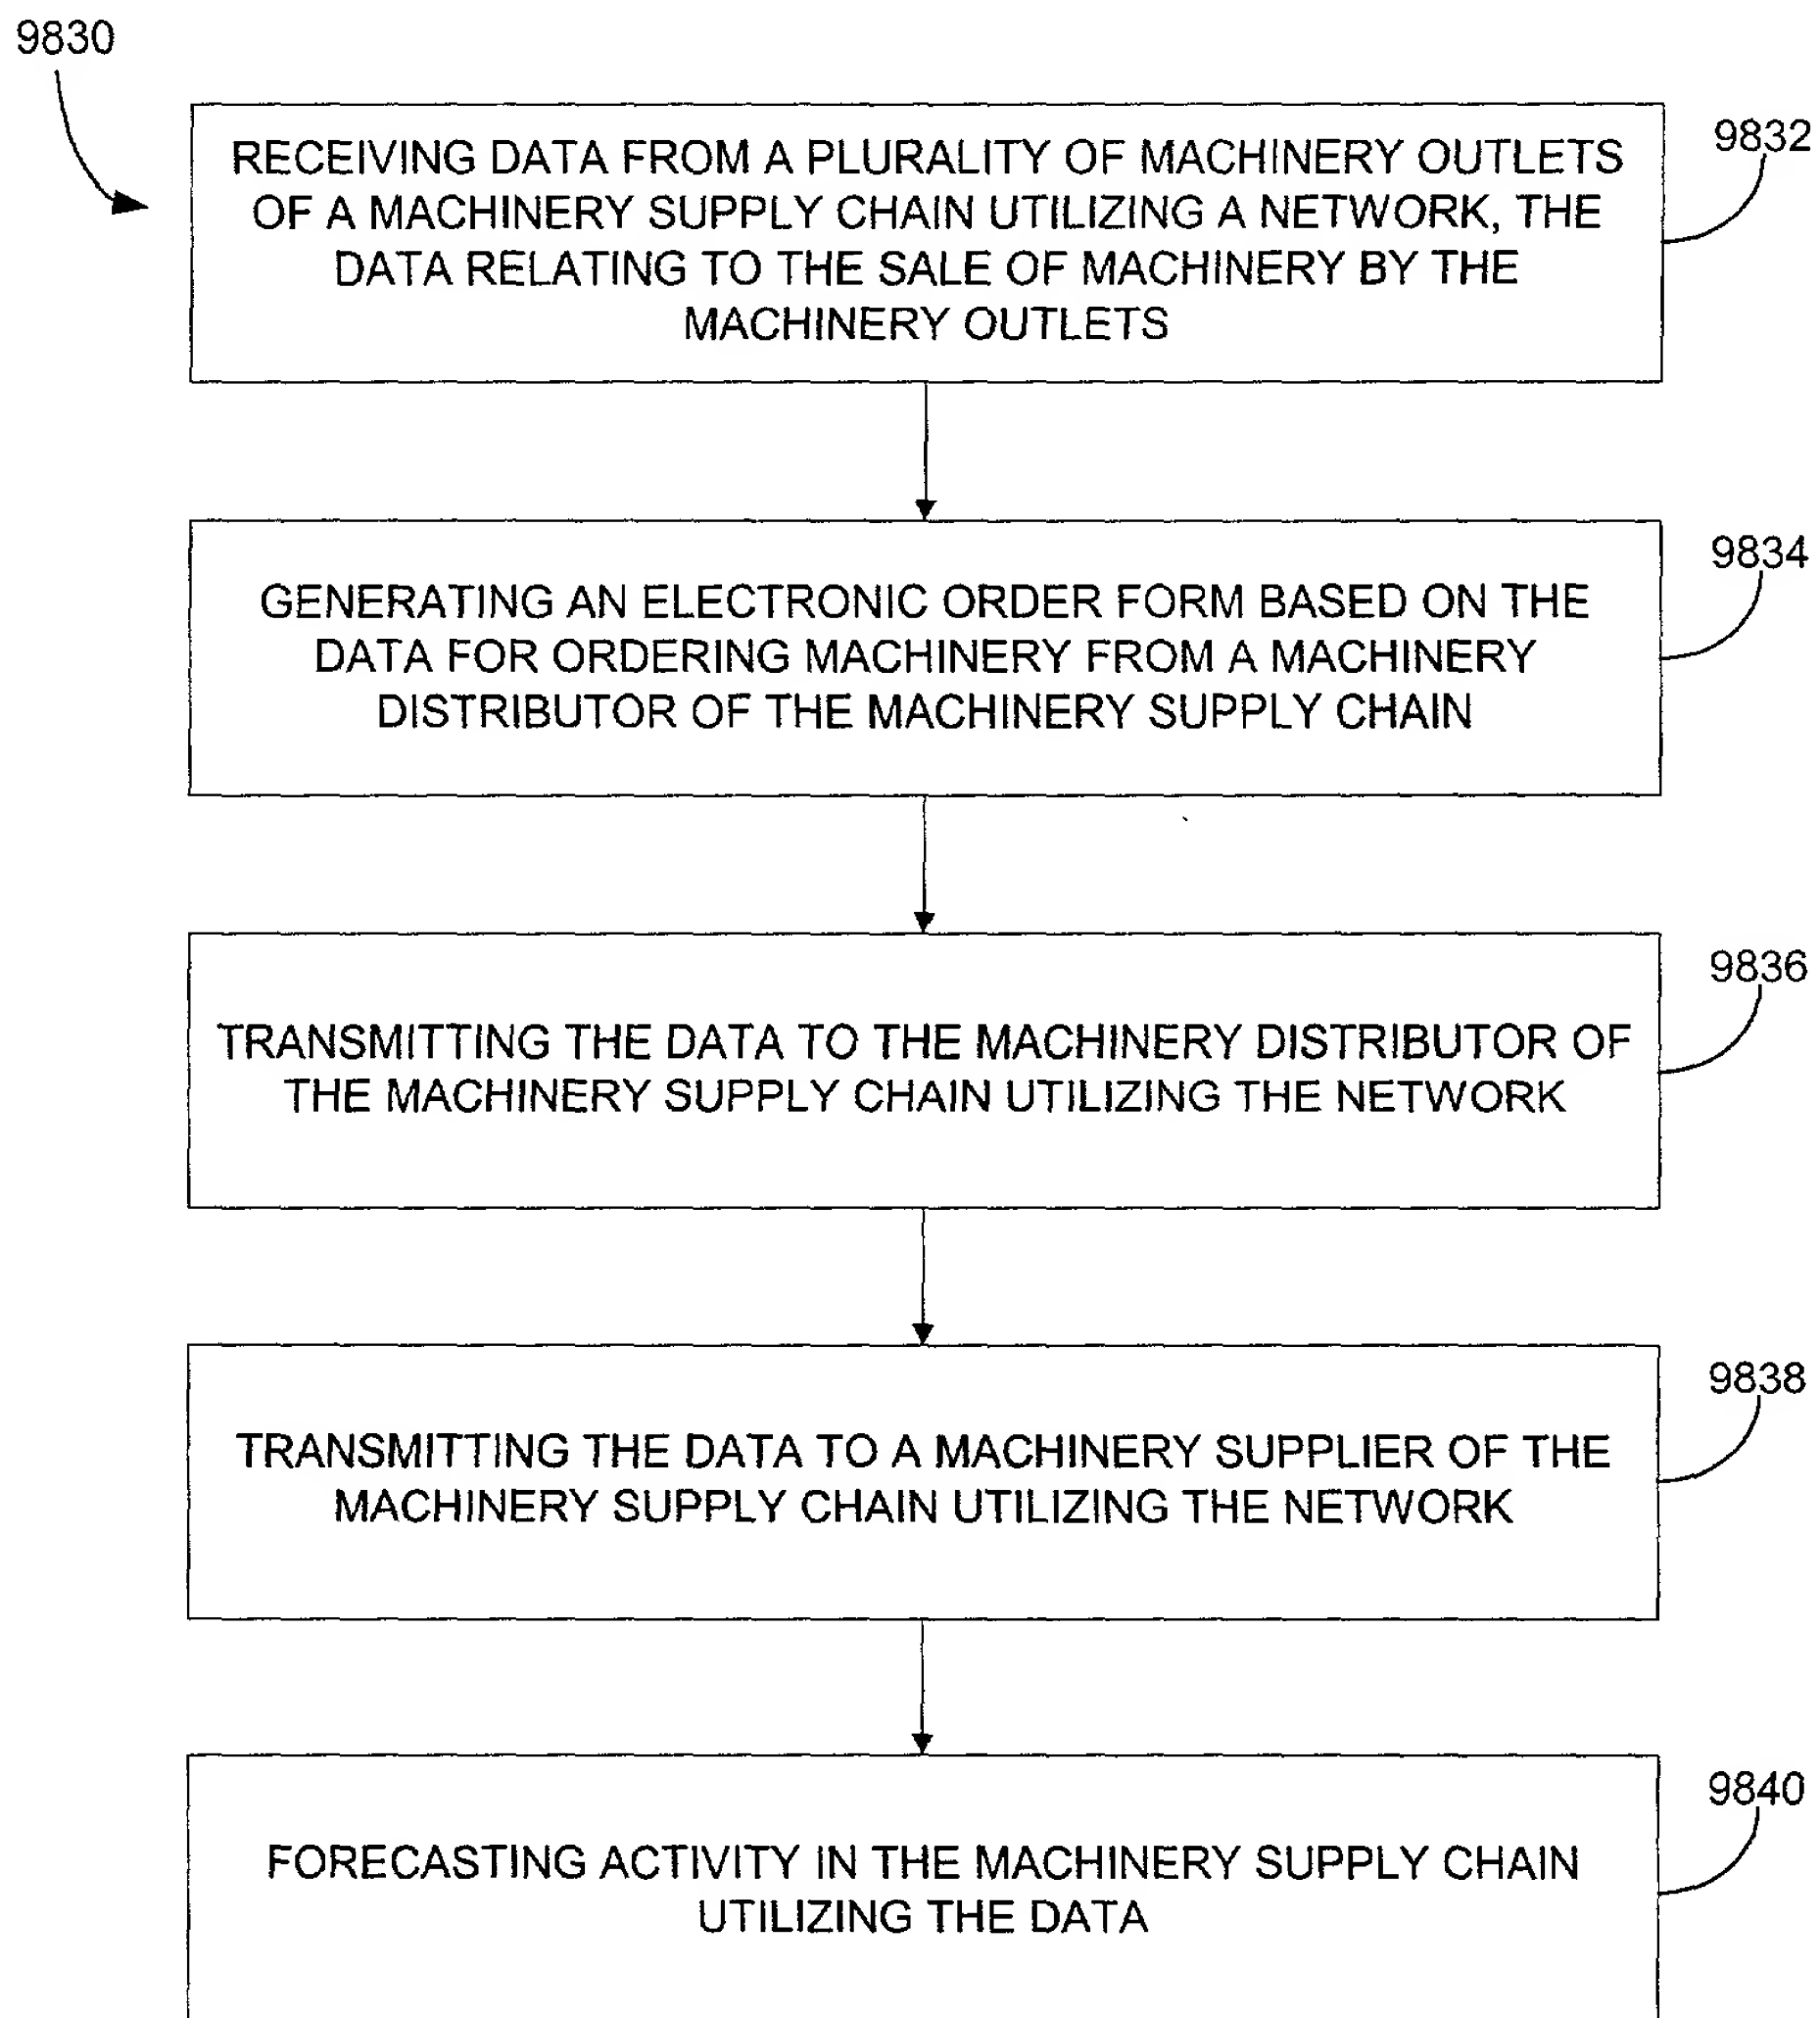 9830
RECEIVING DATA FROM A PLURALITY OF MACHINERY OUTLETS
OF A MACHINERY SUPPLY CHAIN UTILIZING A NETWORK, THE
DATA RELATING TO THE SALE OF MACHINERY BY THE
MACHINERY OUTLETS
9832
GENERATING AN ELECTRONIC ORDER FORM BASED ON THE
DATA FOR ORDERING MACHINERY FROM A MACHINERY
DISTRIBUTOR OF THE MACHINERY SUPPLY CHAIN
9834
TRANSMITTING THE DATA TO THE MACHINERY DISTRIBUTOR OF
THE MACHINERY SUPPLY CHAIN UTILIZING THE NETWORK
9836
TRANSMITTING THE DATA TO A MACHINERY SUPPLIER OF THE
MACHINERY SUPPLY CHAIN UTILIZING THE NETWORK
9838
FORECASTING ACTIVITY IN THE MACHINERY SUPPLY CHAIN
UTILIZING THE DATA
9840